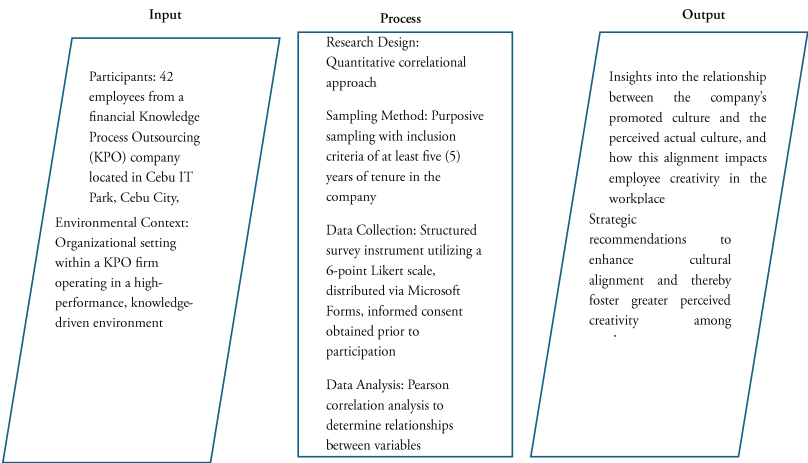 Input
Participants: 42
employees from a
financial Knowledge
Process Outsourcing
(KPO) company
located in Cebu IT
Park, Cebu City,
Environmental Context:
Organizational setting
within a KPO firm
operating in a high-
performance, knowledge-
driven environment
Process
Research Design:
Quantitative correlational
approach
Sampling Method: Purposive
sampling with inclusion
criteria of at least five (5)
years of tenure in the
company
Data Collection: Structured
survey instrument utilizing a
6-point Likert scale,
distributed via Microsoft
Forms, informed consent
obtained prior to
participation
Data Analysis: Pearson
correlation analysis to
determine relationships
between variables
Output
Insights into the relationship
between the company's
promoted culture and the
perceived actual culture, and
how this alignment impacts
employee creativity in the
workplace
Strategic
recommendations to
enhance cultural
alignment and thereby
foster greater perceived
creativity among